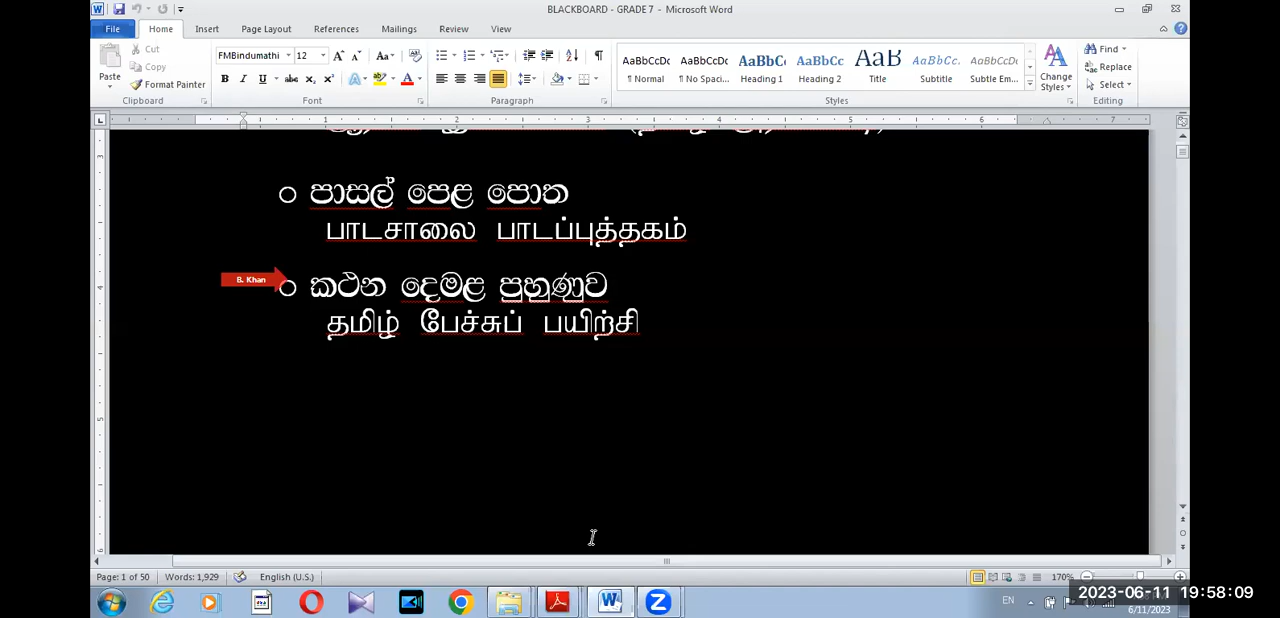 BLACKBOARD - GRADE 7 - Microsoft Word
File Home Insert Page Layout References Mailings Review View
Paste Cut Copy Format Painter
FMBindumathi 12
AaBbCcDc AaBbCcDc AaBbC AaBbCc AaB AaBbCc. AaBbCcDc
¶ Normal ¶ No Spaci... Heading 1 Heading 2 Title Subtitle Subtle Em...
Change Styles
Find
Replace
Select
Clipboard Font Paragraph Styles Editing
පාසල් පෙළ පොත
பாடசாலை பாடப்புத்தகம்
B. Khan
කථන දෙමළ පුහුණුව
தமிழ் பேச்சுப் பயிற்சி
Page: 1 of 50 Words: 1,929 English (U.S.) 170%
EN
2023-06-11 19:58:09
6/11/2023